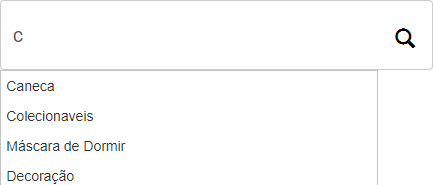 C
Caneca
Colecionaveis
Máscara de Dormir
Decoração